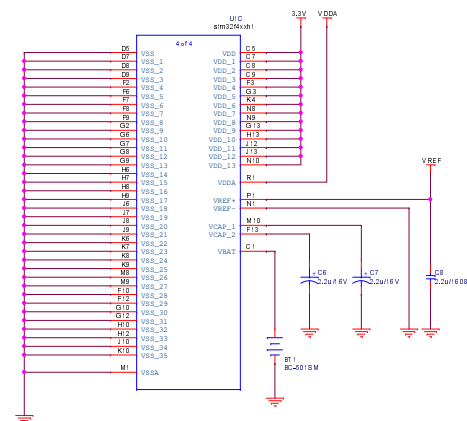 U1C
stm32f4xxh1
3.3V VDDA
4 of 4
D5 VSS VDD C5
D7 VSS_1 VDD_1 C7
D8 VSS_2 VDD_2 C8
D9 VSS_3 VDD_3 C9
F2 VSS_4 VDD_4 F3
F6 VSS_5 VDD_5 G3
F7 VSS_6 VDD_6 K4
F8 VSS_7 VDD_7 N8
F9 VSS_8 VDD_8 N9
G2 VSS_9 VDD_9 G13
G6 VSS_10 VDD_10 H13
G7 VSS_11 VDD_11 J12
G8 VSS_12 VDD_12 J13
G9 VSS_13 VDD_13 N10
H6 VSS_14
H7 VSS_15 VDDA R1
H8 VSS_16
H9 VSS_17 VREF+ P1
J6 VSS_18 VREF- N1
J7 VSS_19
J8 VSS_20 VCAP_1 M10
J9 VSS_21 VCAP_2 F13
K6 VSS_22
K7 VSS_23 VBAT C1
K8 VSS_24
K9 VSS_25
M8 VSS_26
M9 VSS_27
F10 VSS_28
F12 VSS_29
G10 VSS_30
G12 VSS_31
H10 VSS_32
H12 VSS_33
J10 VSS_34
K10 VSS_35
M1 VSSA
VREF
+ C6
2.2u/16V
+ C7
2.2u/16V
C8
2.2u/1608
BT1
BC-501SM